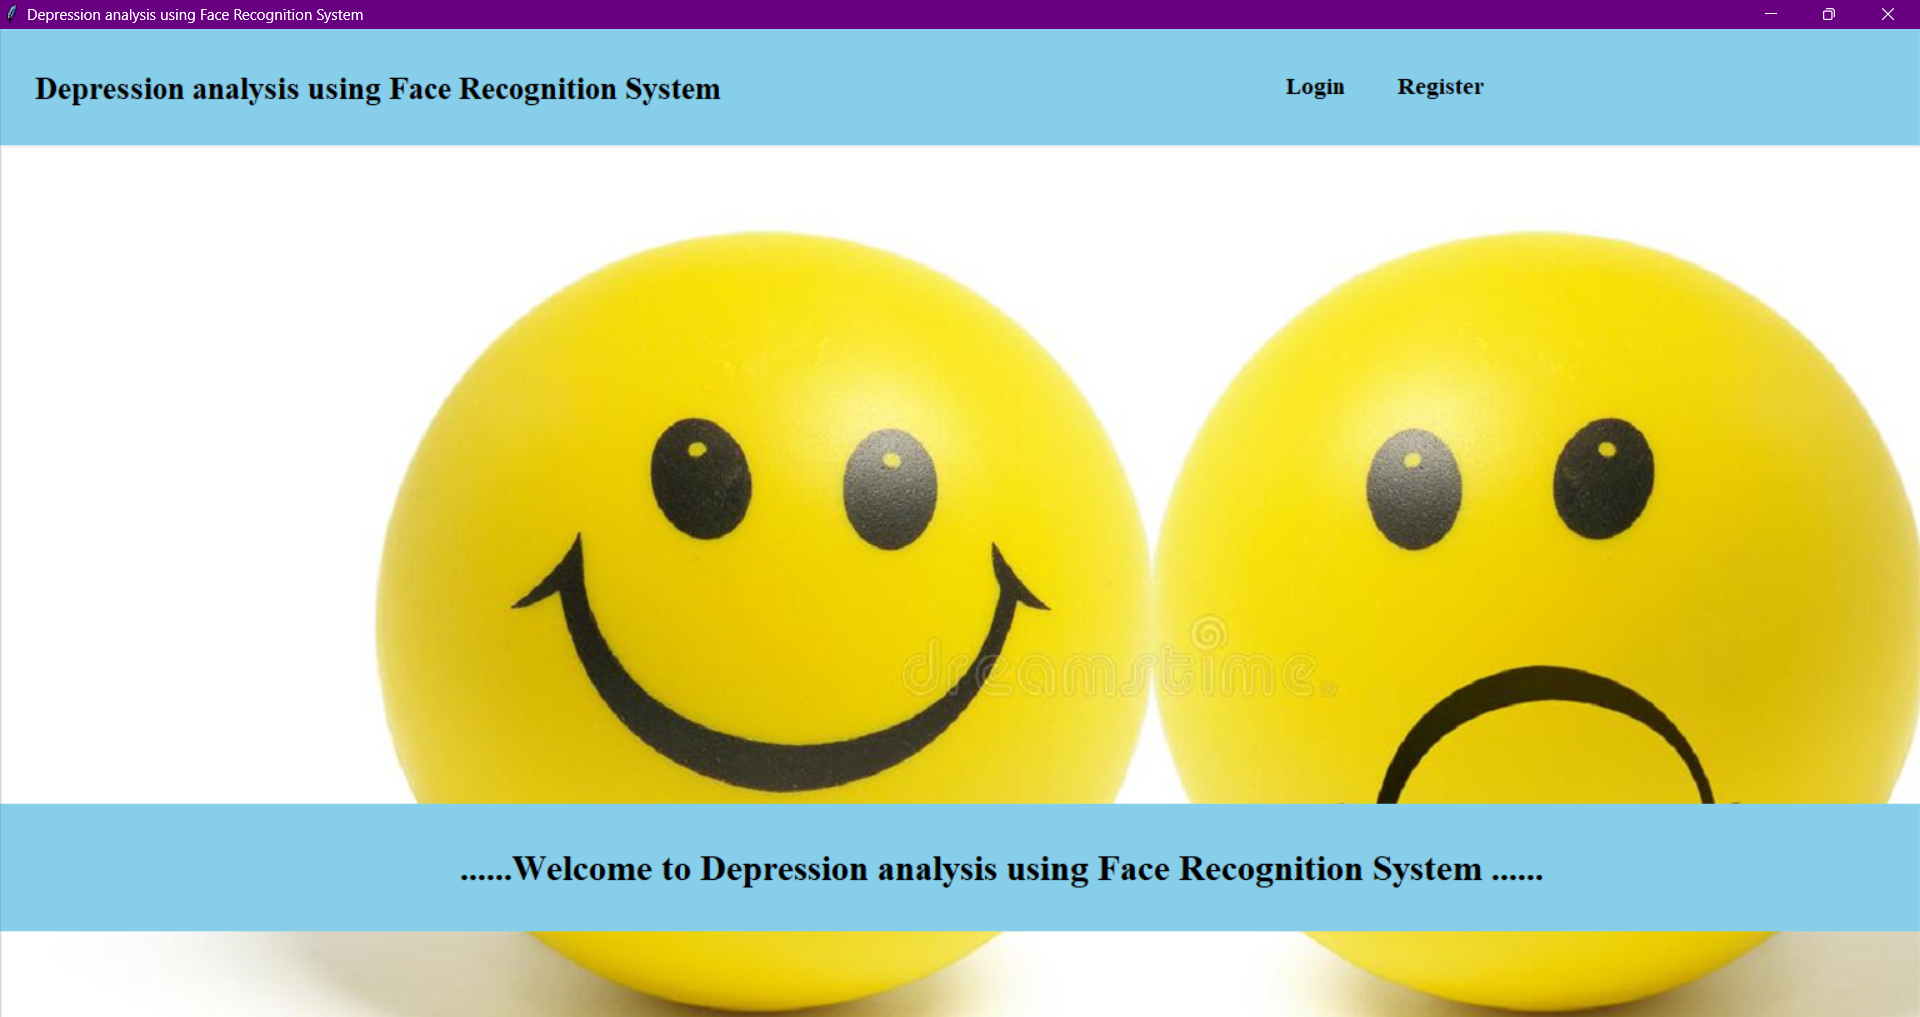 Depression analysis using Face Recognition System
Depression analysis using Face Recognition System
Login Register
dreamstime.
......Welcome to Depression analysis using Face Recognition System ......